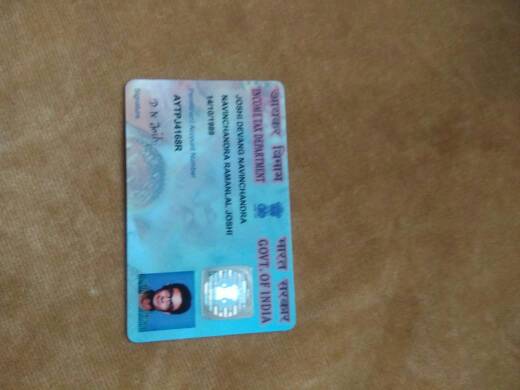 आयकर विभाग
INCOME TAX DEPARTMENT
भारत सरकार
GOVT. OF INDIA
JOSHI DEVANG NAVINCHANDRA
NAVINCHANDRA RAMANLAL JOSHI
14/10/1989
Permanent Account Number
AYTPJ4168R
D. N. Joshi
Signature